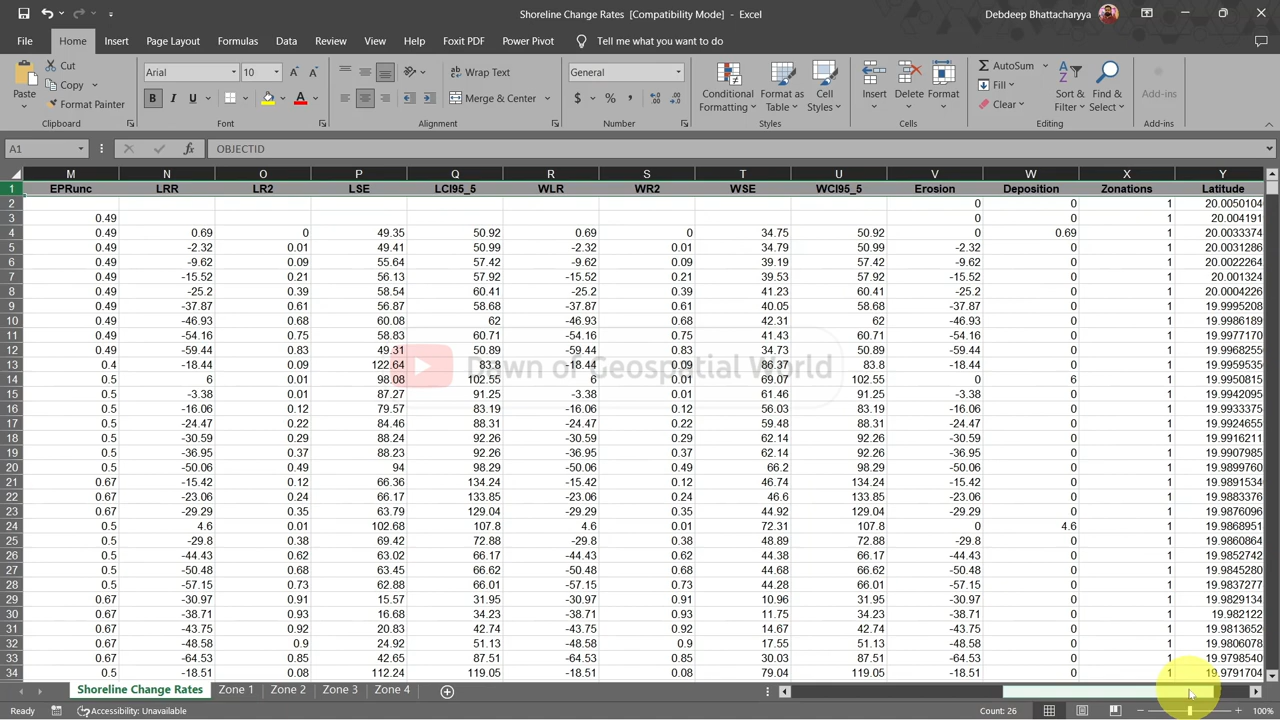 Shoreline Change Rates [Compatibility Mode] - Excel
Debdeep Bhattacharyya
File Home Insert Page Layout Formulas Data Review View Help Foxit PDF Power Pivot Tell me what you want to do
Paste Cut Copy Format Painter
Arial 10
B I U A
Wrap Text
Merge & Center
General
$ % ,
Conditional Formatting Format as Table Cell Styles
Insert Delete Format
AutoSum Fill Clear
Sort & Filter Find & Select
Add-ins
Clipboard Font Alignment Number Styles Cells Editing Add-ins
A1 fx OBJECTID
M N O P Q R S T U V W X Y
1 EPRunc LRR LR2 LSE LCI95_5 WLR WR2 WSE WCI95_5 Erosion Deposition Zonations Latitude
2 0 0 1 20.0050104
3 0.49 0 0 1 20.004191
4 0.49 0.69 0 49.35 50.92 0.69 0 34.75 50.92 0 0.69 1 20.0033374
5 0.49 -2.32 0.01 49.41 50.99 -2.32 0.01 34.79 50.99 -2.32 0 1 20.0031286
6 0.49 -9.62 0.09 55.64 57.42 -9.62 0.09 39.19 57.42 -9.62 0 1 20.0022264
7 0.49 -15.52 0.21 56.13 57.92 -15.52 0.21 39.53 57.92 -15.52 0 1 20.001324
8 0.49 -25.2 0.39 58.54 60.41 -25.2 0.39 41.23 60.41 -25.2 0 1 20.0004226
9 0.49 -37.87 0.61 56.87 58.68 -37.87 0.61 40.05 58.68 -37.87 0 1 19.9995208
10 0.49 -46.93 0.68 60.08 62 -46.93 0.68 42.31 62 -46.93 0 1 19.9986189
11 0.49 -54.16 0.75 58.83 60.71 -54.16 0.75 41.43 60.71 -54.16 0 1 19.9977170
12 0.49 -59.44 0.83 49.31 50.89 -59.44 0.83 34.73 50.89 -59.44 0 1 19.9968255
13 0.4 -18.44 0.09 122.64 83.8 -18.44 0.09 86.37 83.8 -18.44 0 1 19.9959535
Dawn of Geospatial World
14 0.5 6 0.01 98.08 102.55 6 0.01 69.07 102.55 0 6 1 19.9950815
15 0.5 -3.38 0.01 87.27 91.25 -3.38 0.01 61.46 91.25 -3.38 0 1 19.9942095
16 0.5 -16.06 0.12 79.57 83.19 -16.06 0.12 56.03 83.19 -16.06 0 1 19.9933375
17 0.5 -24.47 0.22 84.46 88.31 -24.47 0.22 59.48 88.31 -24.47 0 1 19.9924655
18 0.5 -30.59 0.29 88.24 92.26 -30.59 0.29 62.14 92.26 -30.59 0 1 19.9916211
19 0.5 -36.95 0.37 88.23 92.26 -36.95 0.37 62.14 92.26 -36.95 0 1 19.9907985
20 0.5 -50.06 0.49 94 98.29 -50.06 0.49 66.2 98.29 -50.06 0 1 19.9899760
21 0.67 -15.42 0.12 66.36 134.24 -15.42 0.12 46.74 134.24 -15.42 0 1 19.9891534
22 0.67 -23.06 0.24 66.17 133.85 -23.06 0.24 46.6 133.85 -23.06 0 1 19.9883376
23 0.67 -29.29 0.35 63.79 129.04 -29.29 0.35 44.92 129.04 -29.29 0 1 19.9876096
24 0.5 4.6 0.01 102.68 107.8 4.6 0.01 72.31 107.8 0 4.6 1 19.9868951
25 0.5 -29.8 0.38 69.42 72.88 -29.8 0.38 48.89 72.88 -29.8 0 1 19.9860864
26 0.5 -44.43 0.62 63.02 66.17 -44.43 0.62 44.38 66.17 -44.43 0 1 19.9852742
27 0.5 -50.48 0.68 63.45 66.62 -50.48 0.68 44.68 66.62 -50.48 0 1 19.9845280
28 0.5 -57.15 0.73 62.88 66.01 -57.15 0.73 44.28 66.01 -57.15 0 1 19.9837277
29 0.67 -30.97 0.91 15.57 31.95 -30.97 0.91 10.96 31.95 -30.97 0 1 19.9829134
30 0.67 -38.71 0.93 16.68 34.23 -38.71 0.93 11.75 34.23 -38.71 0 1 19.982122
31 0.67 -43.75 0.92 20.83 42.74 -43.75 0.92 14.67 42.74 -43.75 0 1 19.9813652
32 0.67 -48.58 0.9 24.92 51.13 -48.58 0.9 17.55 51.13 -48.58 0 1 19.9806078
33 0.67 -64.53 0.85 42.65 87.51 -64.53 0.85 30.03 87.51 -64.53 0 1 19.9798540
34 0.5 -18.51 0.08 112.24 119.05 -18.51 0.08 79.04 119.05 -18.51 0 1 19.9791704
Shoreline Change Rates Zone 1 Zone 2 Zone 3 Zone 4
Ready Accessibility: Unavailable Count: 26 100%